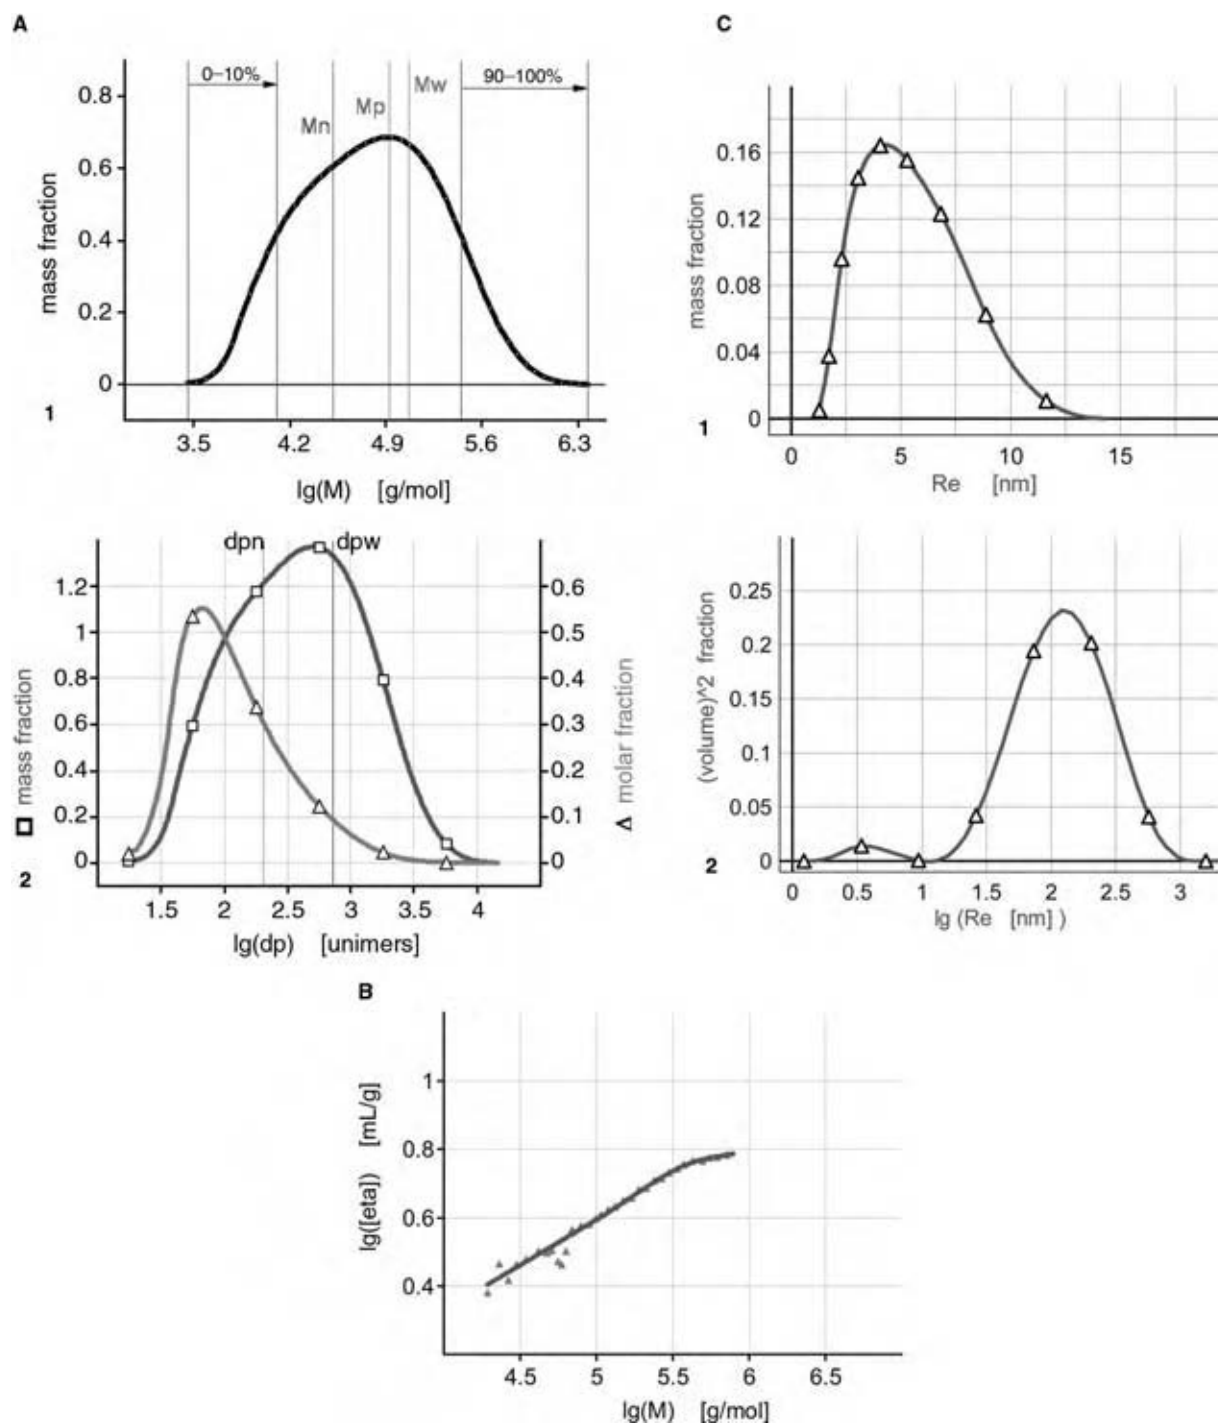 A
0–10%
Mn
Mp
Mw
90–100%
mass fraction
0.8
0.6
0.4
0.2
0
1
3.5 4.2 4.9 5.6 6.3
lg(M) [g/mol]
dpn
dpw
mass fraction
1.2
1
0.8
0.6
0.4
0.2
0
0.6
0.5
0.4
0.3
0.2
0.1
0
molar fraction
2
1.5 2 2.5 3 3.5 4
lg(dp) [unimers]
C
mass fraction
0.16
0.12
0.08
0.04
0
1
0 5 10 15
Re [nm]
(volume)^2 fraction
0.25
0.2
0.15
0.1
0.05
0
2
0 0.5 1 1.5 2 2.5 3
lg (Re [nm] )
B
lg([eta]) [mL/g]
1
0.8
0.6
0.4
4.5 5 5.5 6 6.5
lg(M) [g/mol]